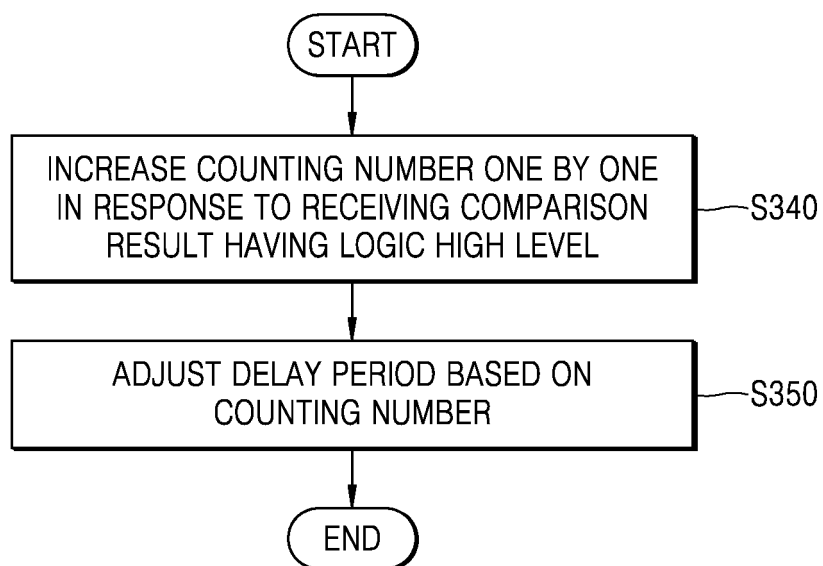 START
INCREASE COUNTING NUMBER ONE BY ONE
IN RESPONSE TO RECEIVING COMPARISON
RESULT HAVING LOGIC HIGH LEVEL
S340
ADJUST DELAY PERIOD BASED ON
COUNTING NUMBER
S350
END